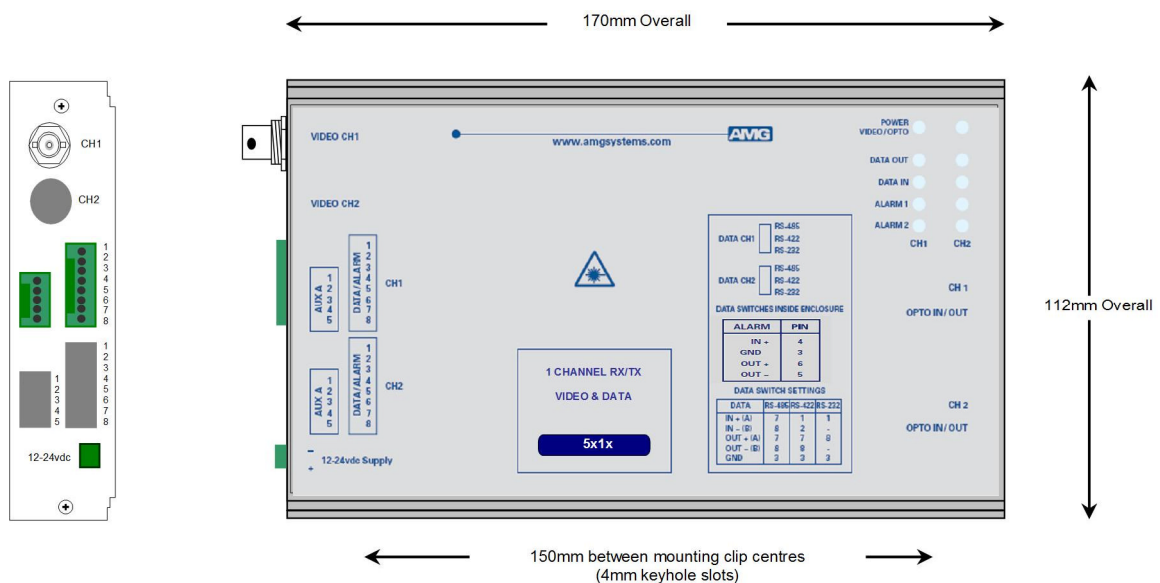 170mm Overall
CH1
CH2
1
2
3
4
5
6
7
8
1
2
3
4
5
1
2
3
4
5
6
7
8
12-24vdc
VIDEO CH1
www.amgsystems.com
AMG
VIDEO CH2
AUX A
1
2
3
4
5
DATA/ALARM
1
2
3
4
5
6
7
8
CH1
AUX A
1
2
3
4
5
DATA/ALARM
1
2
3
4
5
6
7
8
CH2
–
+
12-24vdc Supply
1 CHANNEL RX/TX
VIDEO & DATA
5x1x
DATA CH1
RS-485
RS-422
RS-232
DATA CH2
RS-485
RS-422
RS-232
DATA SWITCHES INSIDE ENCLOSURE
ALARM PIN
IN + 4
GND 3
OUT + 6
OUT – 5
DATA SWITCH SETTINGS
DATA RS-485 RS-422 RS-232
IN + (A) 7 1 1
IN – (B) 8 2 -
OUT + (A) 7 7 8
OUT – (B) 8 8 -
GND 3 3 3
POWER
VIDEO/OPTO
DATA OUT
DATA IN
ALARM 1
ALARM 2
CH1 CH2
CH 1
OPTO IN/OUT
CH 2
OPTO IN/OUT
112mm Overall
150mm between mounting clip centres
(4mm keyhole slots)